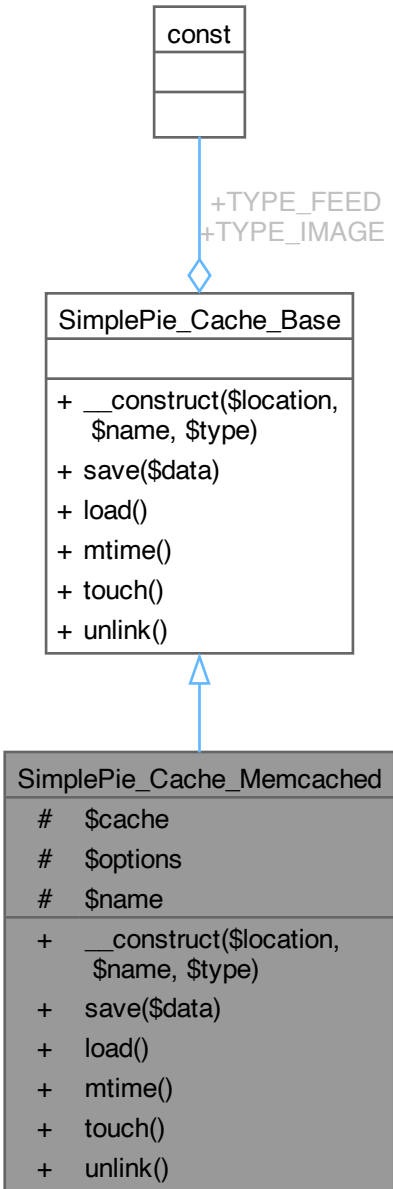 const
+TYPE_FEED
+TYPE_IMAGE
SimplePie_Cache_Base
+ __construct($location,
$name, $type)
+ save($data)
+ load()
+ mtime()
+ touch()
+ unlink()
SimplePie_Cache_Memcached
# $cache
# $options
# $name
+ __construct($location,
$name, $type)
+ save($data)
+ load()
+ mtime()
+ touch()
+ unlink()